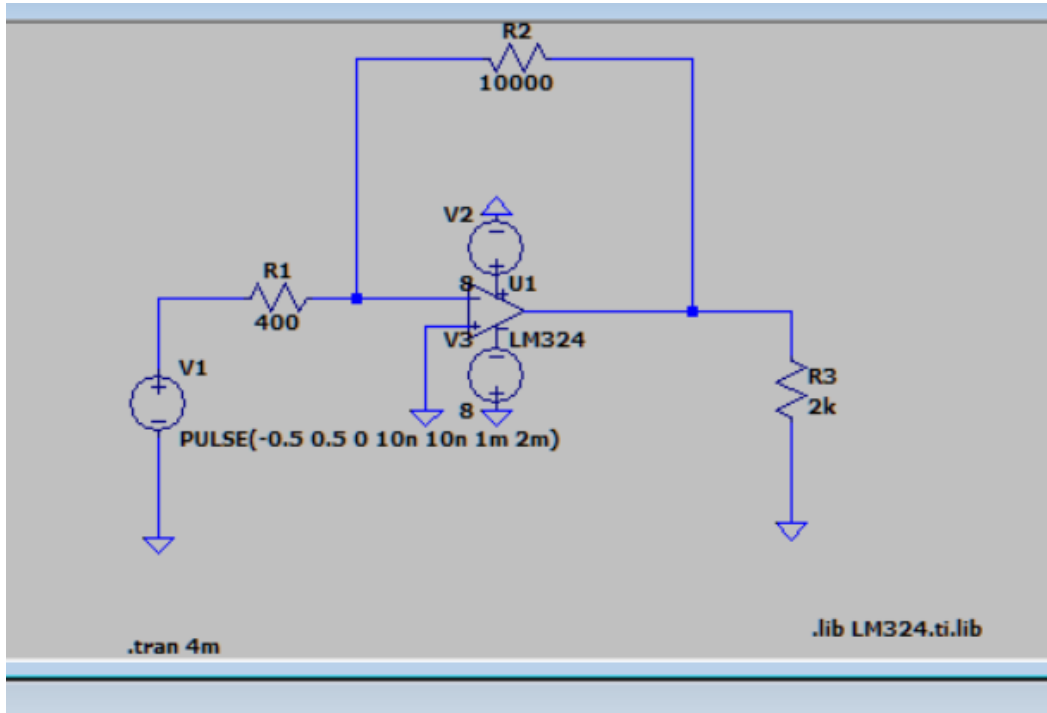 R2
10000
V2
8
U1
R1
400
V3
LM324
V1
R3
2k
8
PULSE(-0.5 0.5 0 10n 10n 1m 2m)
.lib LM324.ti.lib
.tran 4m